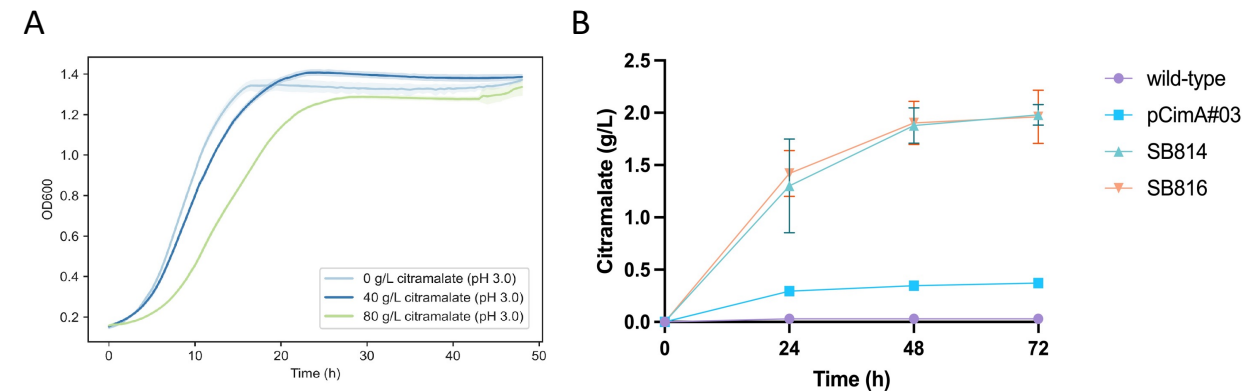 A
1.4
1.2
1.0
0.8
0.6
0.4
0.2
OD600
0
10
20
30
40
50
Time (h)
0 g/L citramalate (pH 3.0)
40 g/L citramalate (pH 3.0)
80 g/L citramalate (pH 3.0)
B
2.5
2.0
1.5
1.0
0.5
0.0
Citramalate (g/L)
0
24
48
72
Time (h)
wild-type
pCimA#03
SB814
SB816